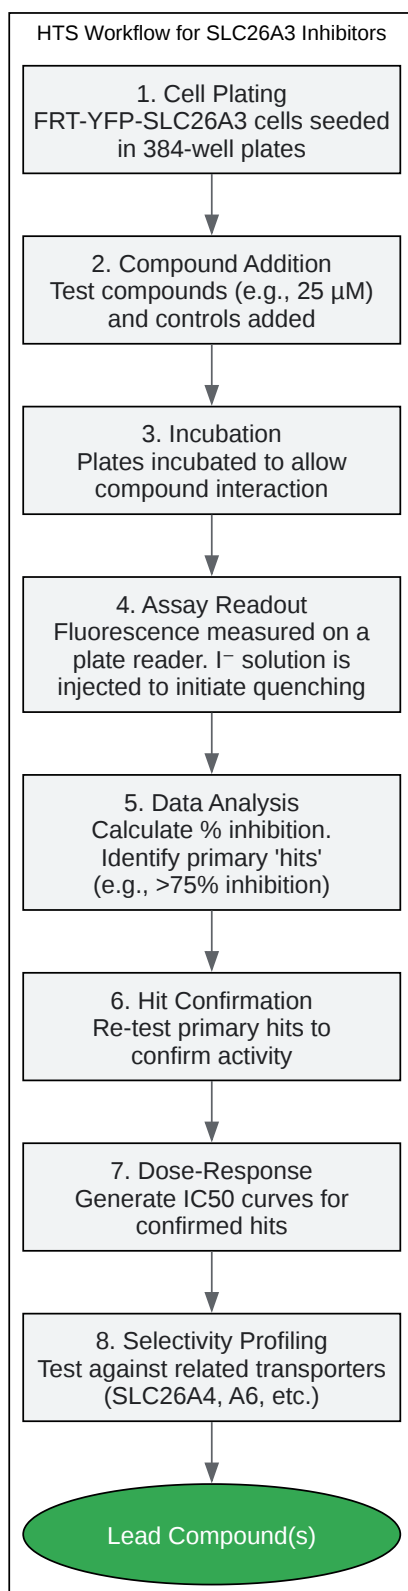 HTS Workflow for SLC26A3 Inhibitors
1. Cell Plating
FRT-YFP-SLC26A3 cells seeded
in 384-well plates
2. Compound Addition
Test compounds (e.g., 25 µM)
and controls added
3. Incubation
Plates incubated to allow
compound interaction
4. Assay Readout
Fluorescence measured on a
plate reader. I⁻ solution is
injected to initiate quenching
5. Data Analysis
Calculate % inhibition.
Identify primary 'hits'
(e.g., >75% inhibition)
6. Hit Confirmation
Re-test primary hits to
confirm activity
7. Dose-Response
Generate IC50 curves for
confirmed hits
8. Selectivity Profiling
Test against related transporters
(SLC26A4, A6, etc.)
Lead Compound(s)